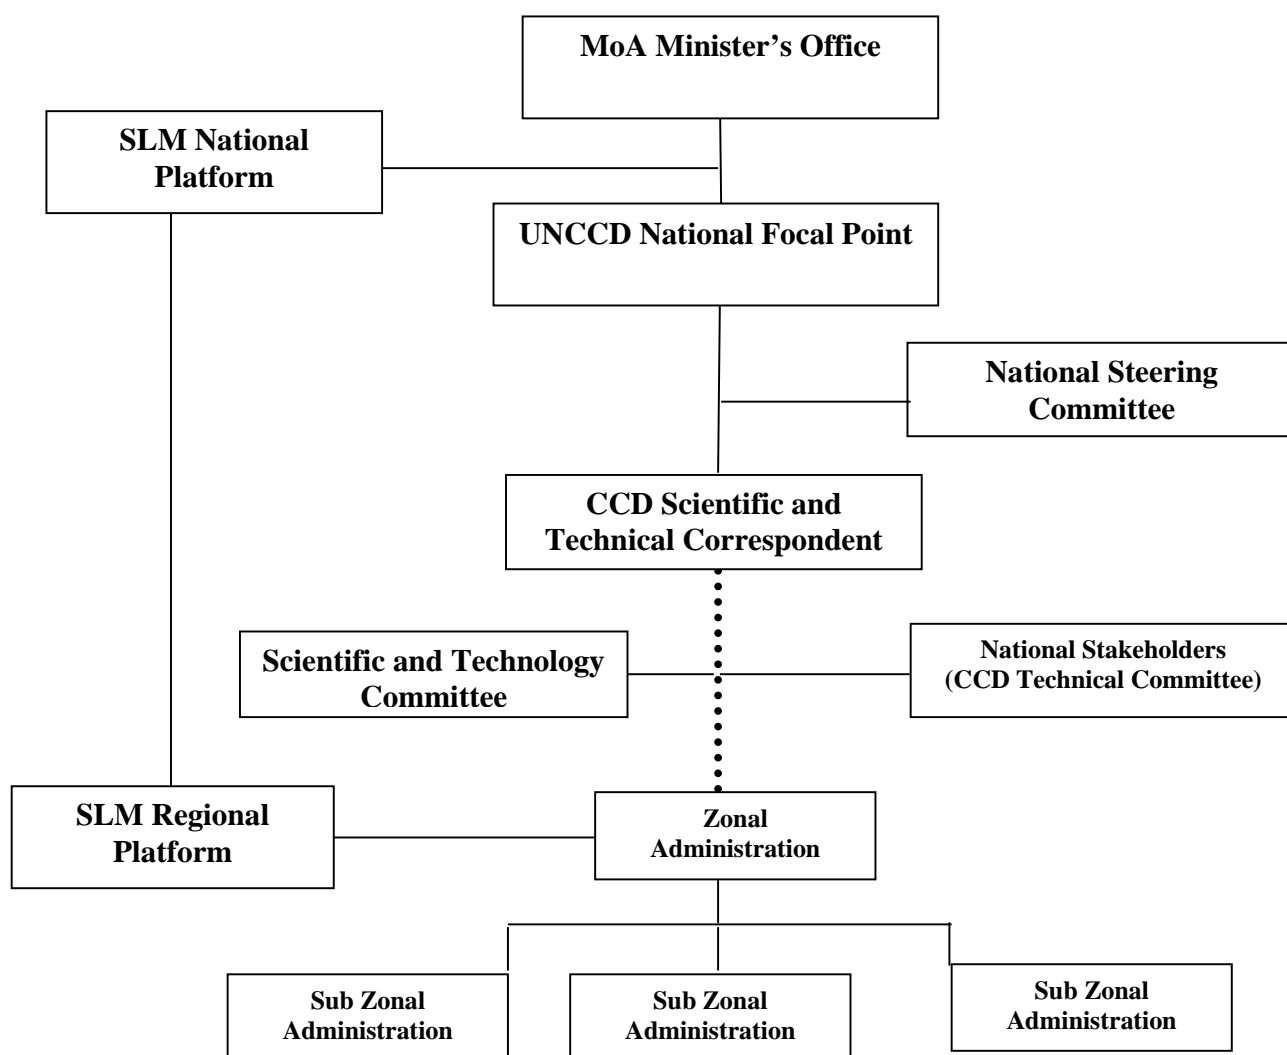 MoA Minister’s Office
SLM National
Platform
UNCCD National Focal Point
National Steering
Committee
CCD Scientific and
Technical Correspondent
Scientific and Technology
Committee
National Stakeholders
(CCD Technical Committee)
SLM Regional
Platform
Zonal
Administration
Sub Zonal
Administration
Sub Zonal
Administration
Sub Zonal
Administration